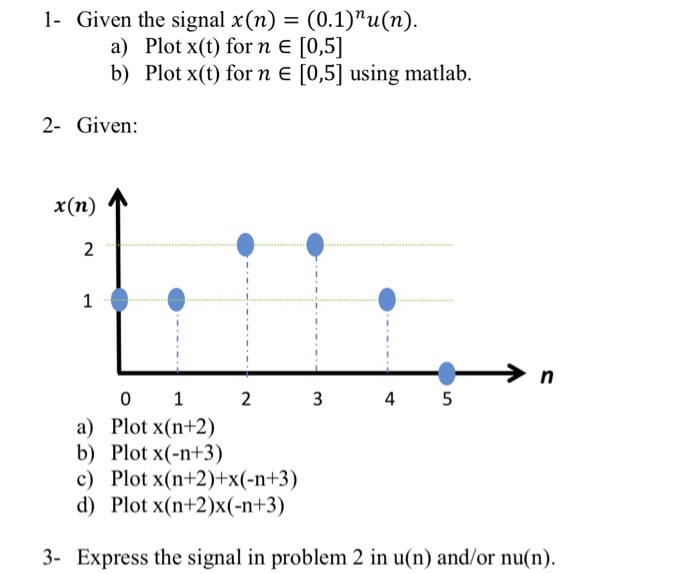 1- Given the signal x(n) = (0.1)ⁿu(n).
a) Plot x(t) for n ∈ [0,5]
b) Plot x(t) for n ∈ [0,5] using matlab.
2- Given:
x(n)
2
1
n
0 1 2 3 4 5
a) Plot x(n+2)
b) Plot x(-n+3)
c) Plot x(n+2)+x(-n+3)
d) Plot x(n+2)x(-n+3)
3- Express the signal in problem 2 in u(n) and/or nu(n).